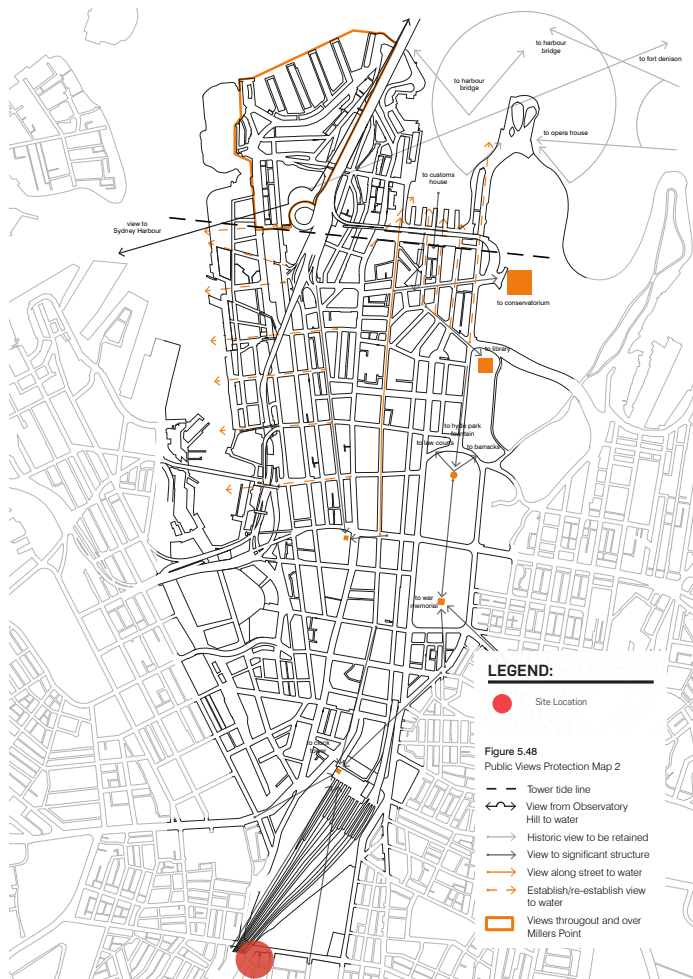 to harbour
bridge
to fort denison
to harbour
bridge
to opera house
to customs
house
view to
Sydney Harbour
to conservatorium
to library
to hyde park
fountain
to law courts
to barracks
to war
memorial
to clock
tower
LEGEND:
Site Location
Figure 5.48
Public Views Protection Map 2
Tower tide line
View from Observatory
Hill to water
Historic view to be retained
View to significant structure
View along street to water
Establish/re-establish view
to water
Views througout and over
Millers Point